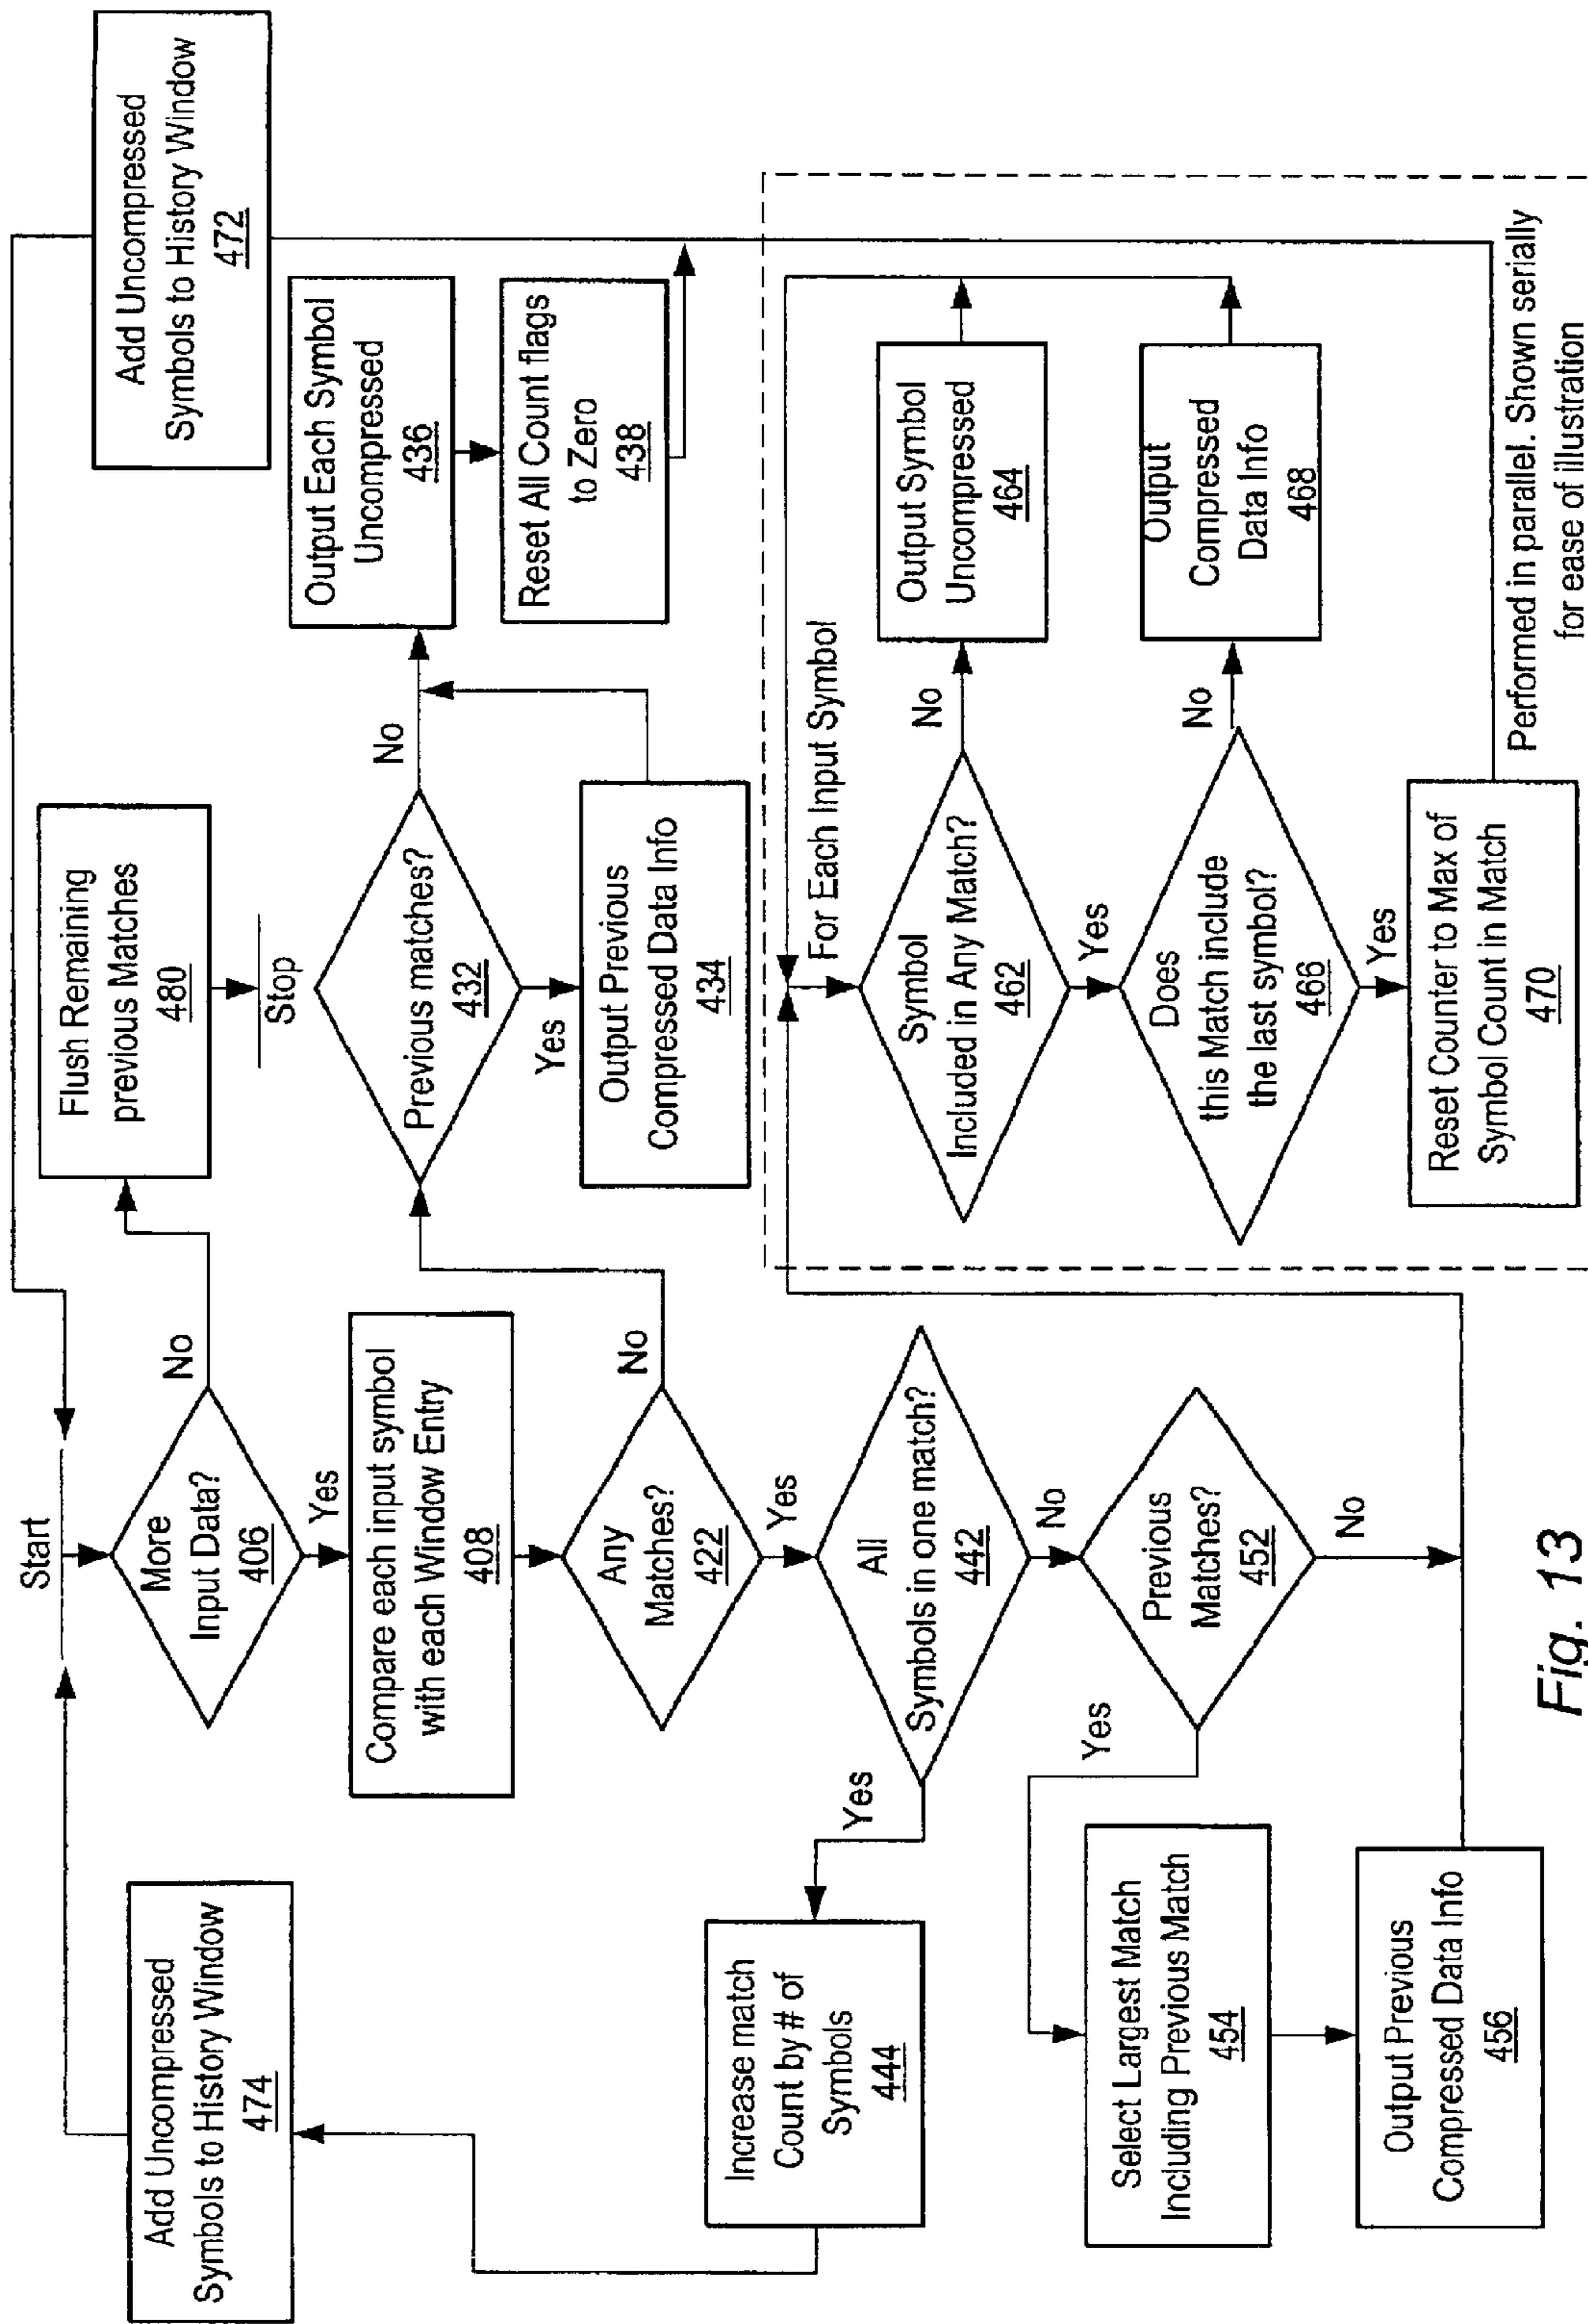 Start
More
Input Data?
406
No
Yes
Flush Remaining
previous Matches
480
Stop
Compare each input symbol
with each Window Entry
408
Any
Matches?
422
No
Yes
Previous matches?
432
No
Yes
Output Previous
Compressed Data Info
434
Output Each Symbol
Uncompressed
436
Reset All Count flags
to Zero
438
Add Uncompressed
Symbols to History Window
472
All
Symbols in one match?
442
Yes
No
Increase match
Count by # of
Symbols
444
Add Uncompressed
Symbols to History Window
474
Previous
Matches?
452
Yes
No
Select Largest Match
Including Previous Match
454
Output Previous
Compressed Data Info
456
For Each Input Symbol
Symbol
Included in Any Match?
462
No
Yes
Output Symbol
Uncompressed
464
Does
this Match include
the last symbol?
466
No
Yes
Output
Compressed
Data Info
468
Reset Counter to Max of
Symbol Count in Match
470
Performed in parallel. Shown serially
for ease of illustration
Fig. 13